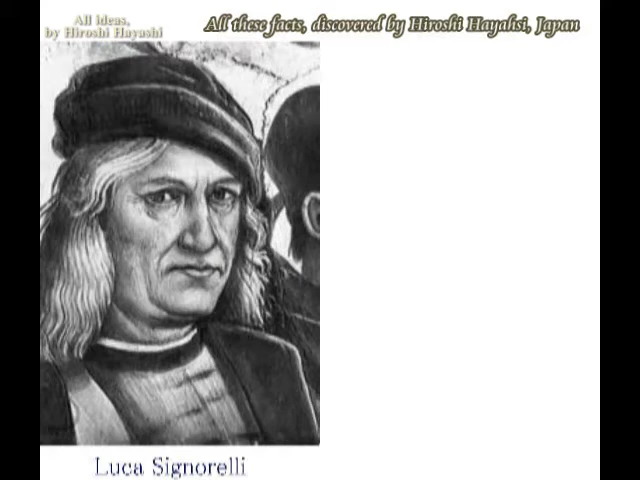 All ideas,
by Hiroshi Hayashi
All these facts, discovered by Hiroshi Hayahsi, Japan
Luca Signorelli